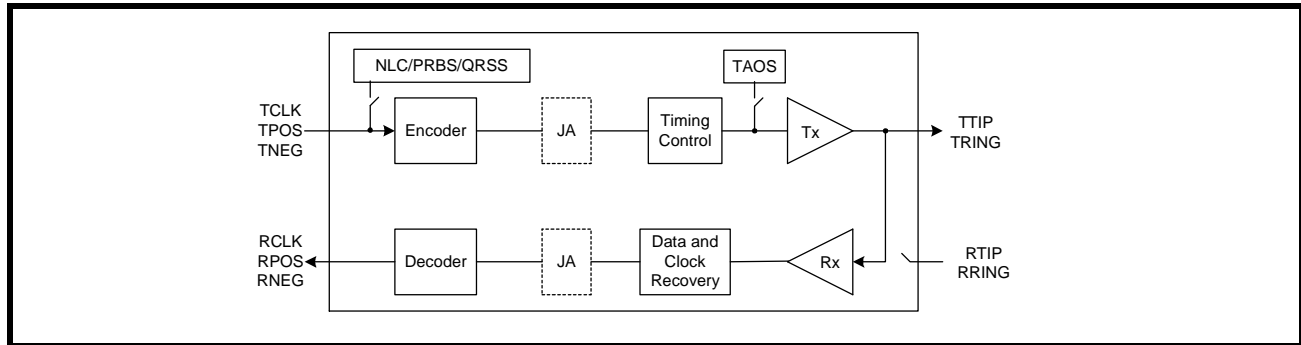 NLC/PRBS/QRSS
TAOS
TCLK
TPOS
TNEG
Encoder
JA
Timing
Control
Tx
TTIP
TRING
RCLK
RPOS
RNEG
Decoder
JA
Data and
Clock
Recovery
Rx
RTIP
RRING